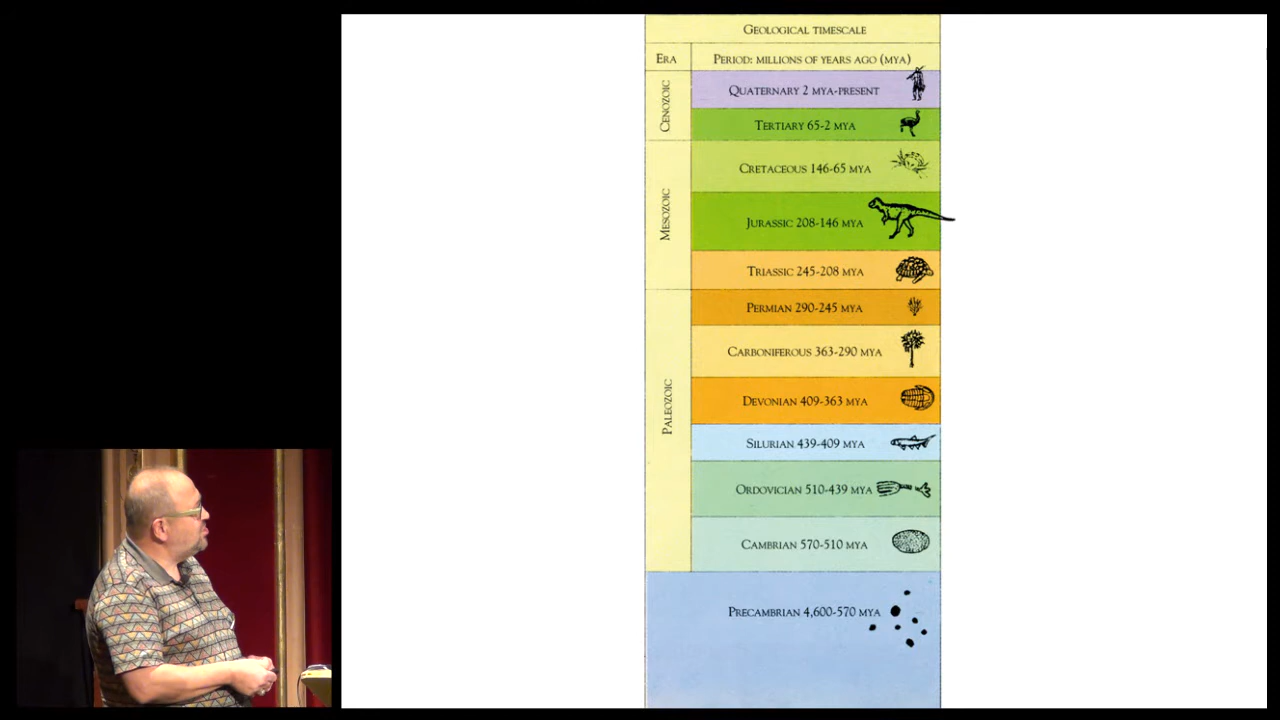 GEOLOGICAL TIMESCALE
ERA PERIOD: MILLIONS OF YEARS AGO (MYA)
CENOZOIC
QUATERNARY 2 MYA-PRESENT
TERTIARY 65-2 MYA
MESOZOIC
CRETACEOUS 146-65 MYA
JURASSIC 208-146 MYA
TRIASSIC 245-208 MYA
PALEOZOIC
PERMIAN 290-245 MYA
CARBONIFEROUS 363-290 MYA
DEVONIAN 409-363 MYA
SILURIAN 439-409 MYA
ORDOVICIAN 510-439 MYA
CAMBRIAN 570-510 MYA
PRECAMBRIAN 4,600-570 MYA